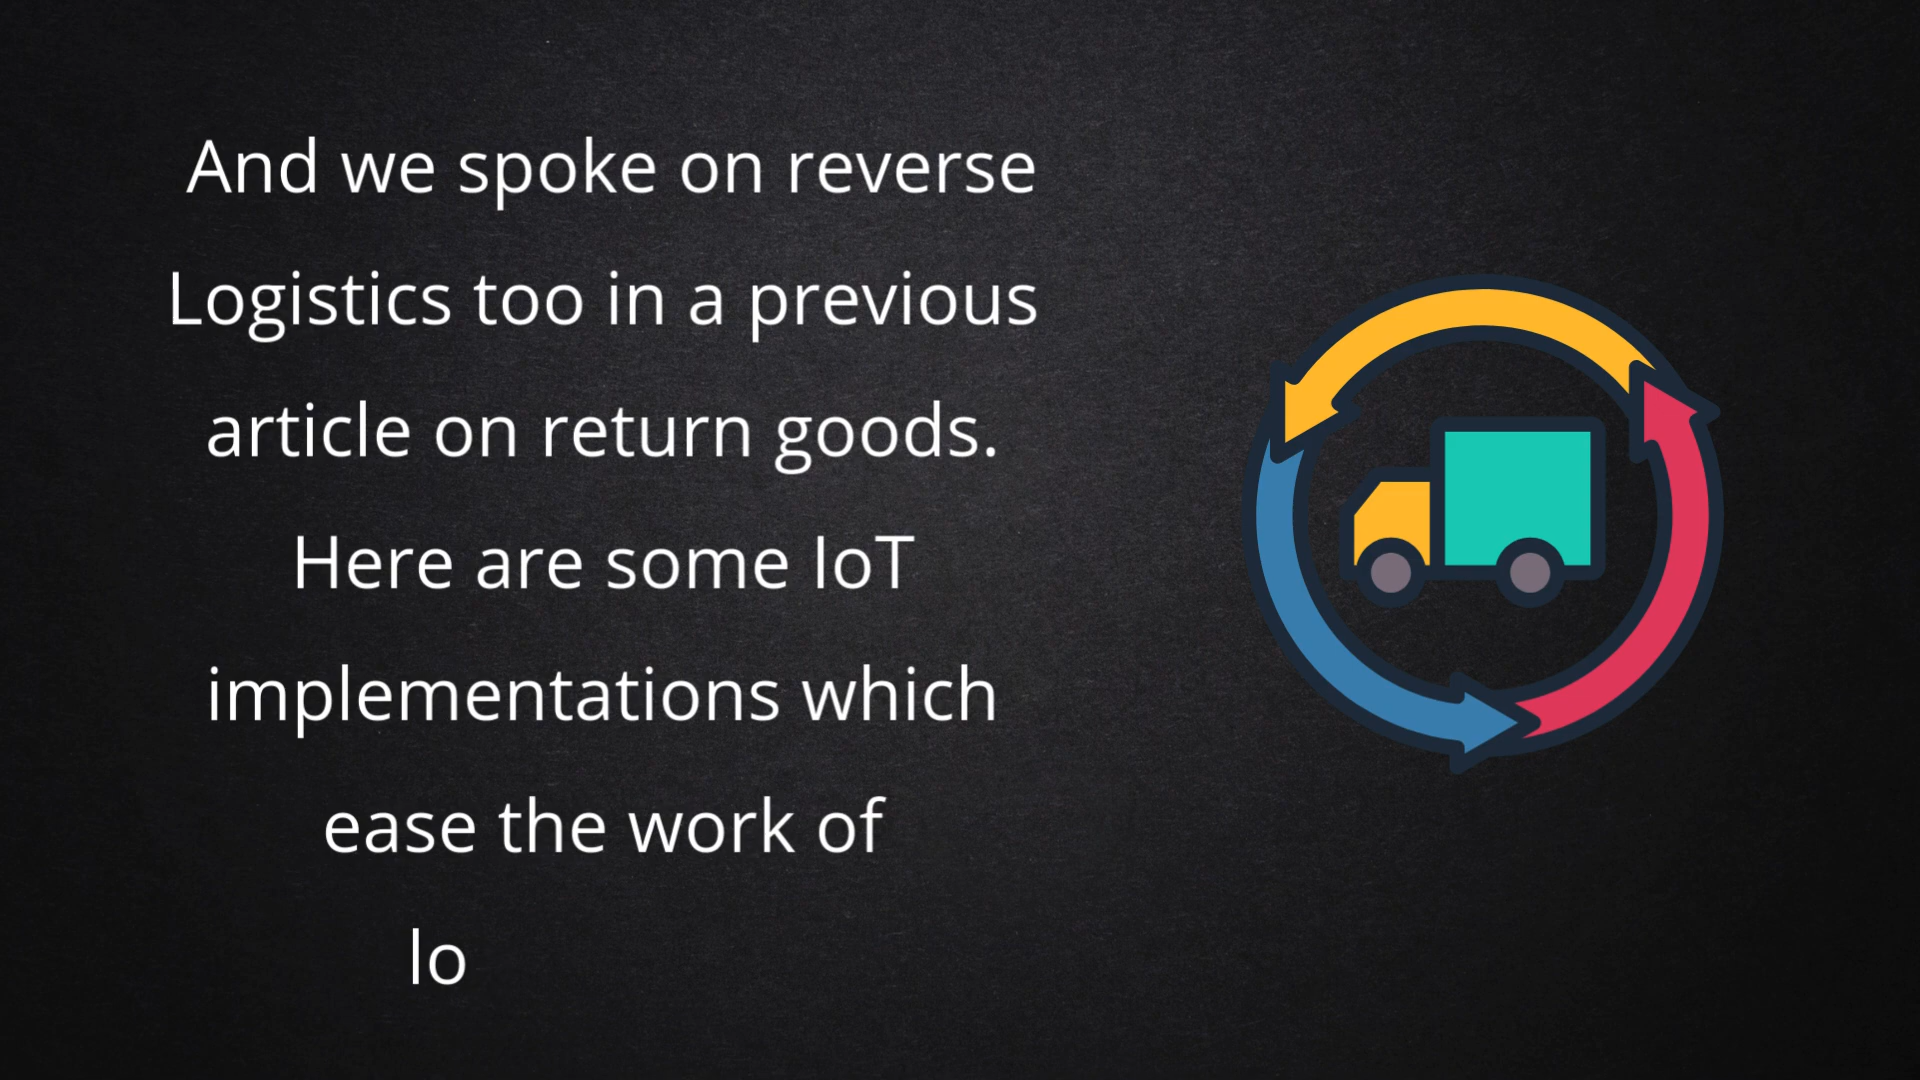 And we spoke on reverse
Logistics too in a previous
article on return goods.
Here are some IoT
implementations which
ease the work of
lo